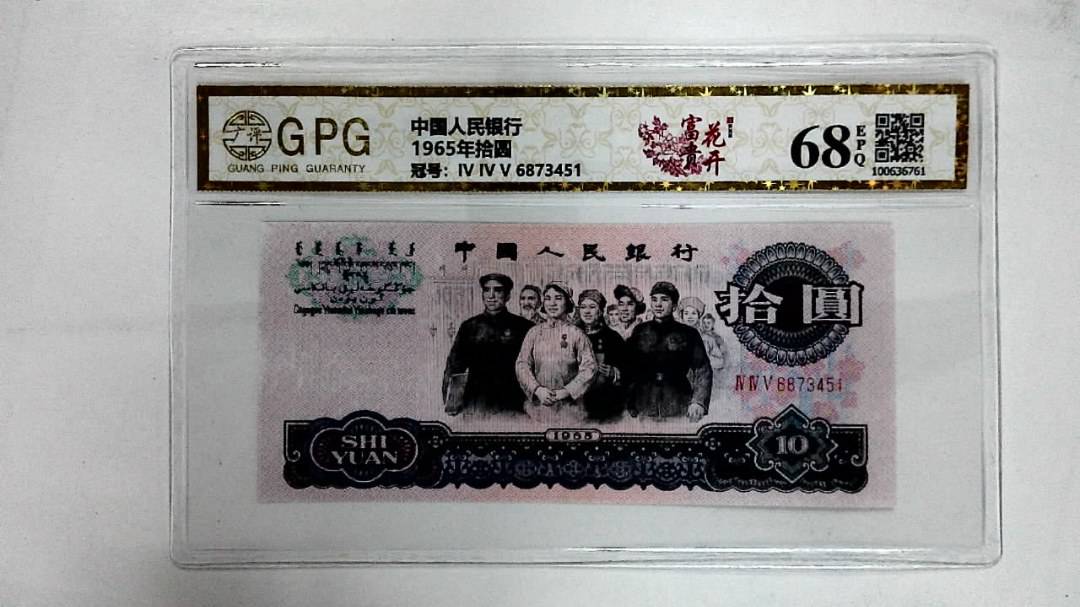 GPG
GUANG PING GUARANTY
中国人民银行
1965年拾圆
冠号：IV IV V 6873451
富贵
花开
68
EPQ
100636761
中國人民銀行
拾圓
IV IV V 6873451
1965
SHI
YUAN
10